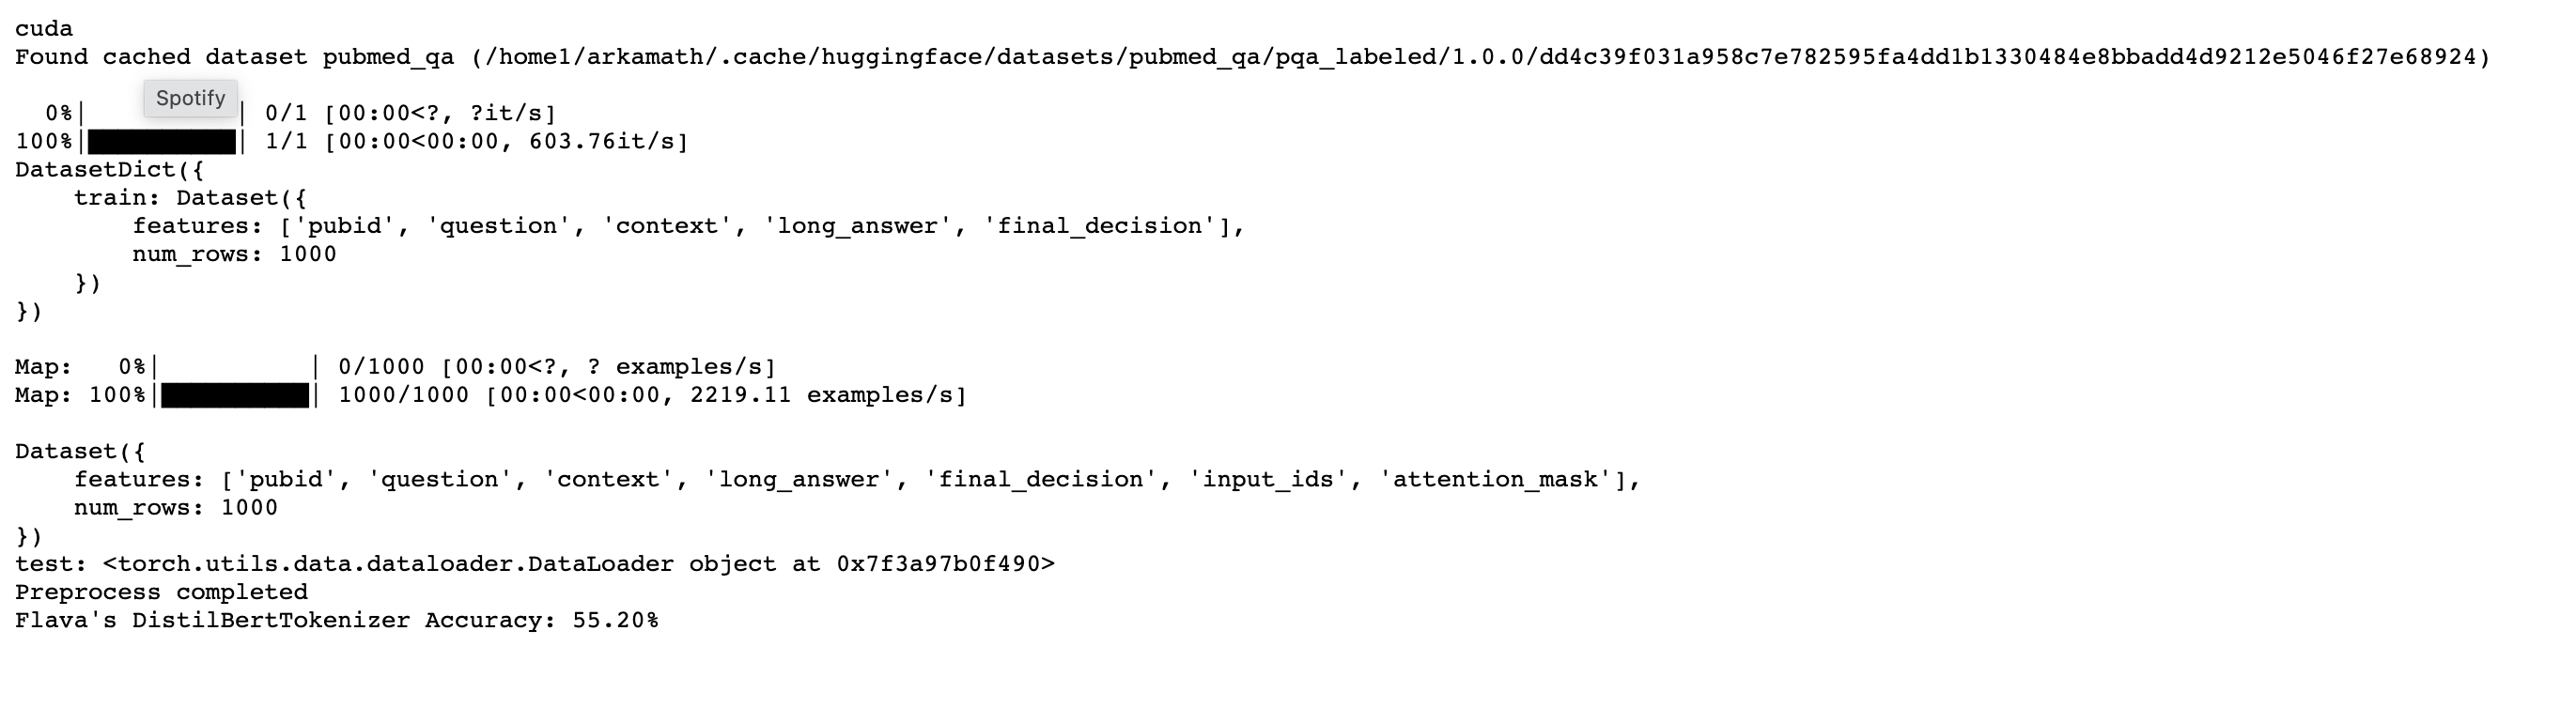 cuda
Found cached dataset pubmed_qa (/home1/arkamath/.cache/huggingface/datasets/pubmed_qa/pqa_labeled/1.0.0/dd4c39f031a958c7e782595fa4dd1b1330484e8bbadd4d9212e5046f27e68924)
Spotify
0%| | 0/1 [00:00<?, ?it/s]
100%|██████████| 1/1 [00:00<00:00, 603.76it/s]
DatasetDict({
    train: Dataset({
        features: ['pubid', 'question', 'context', 'long_answer', 'final_decision'],
        num_rows: 1000
    })
})
Map:   0%|          | 0/1000 [00:00<?, ? examples/s]
Map: 100%|██████████| 1000/1000 [00:00<00:00, 2219.11 examples/s]
Dataset({
    features: ['pubid', 'question', 'context', 'long_answer', 'final_decision', 'input_ids', 'attention_mask'],
    num_rows: 1000
})
test: <torch.utils.data.dataloader.DataLoader object at 0x7f3a97b0f490>
Preprocess completed
Flava's DistilBertTokenizer Accuracy: 55.20%